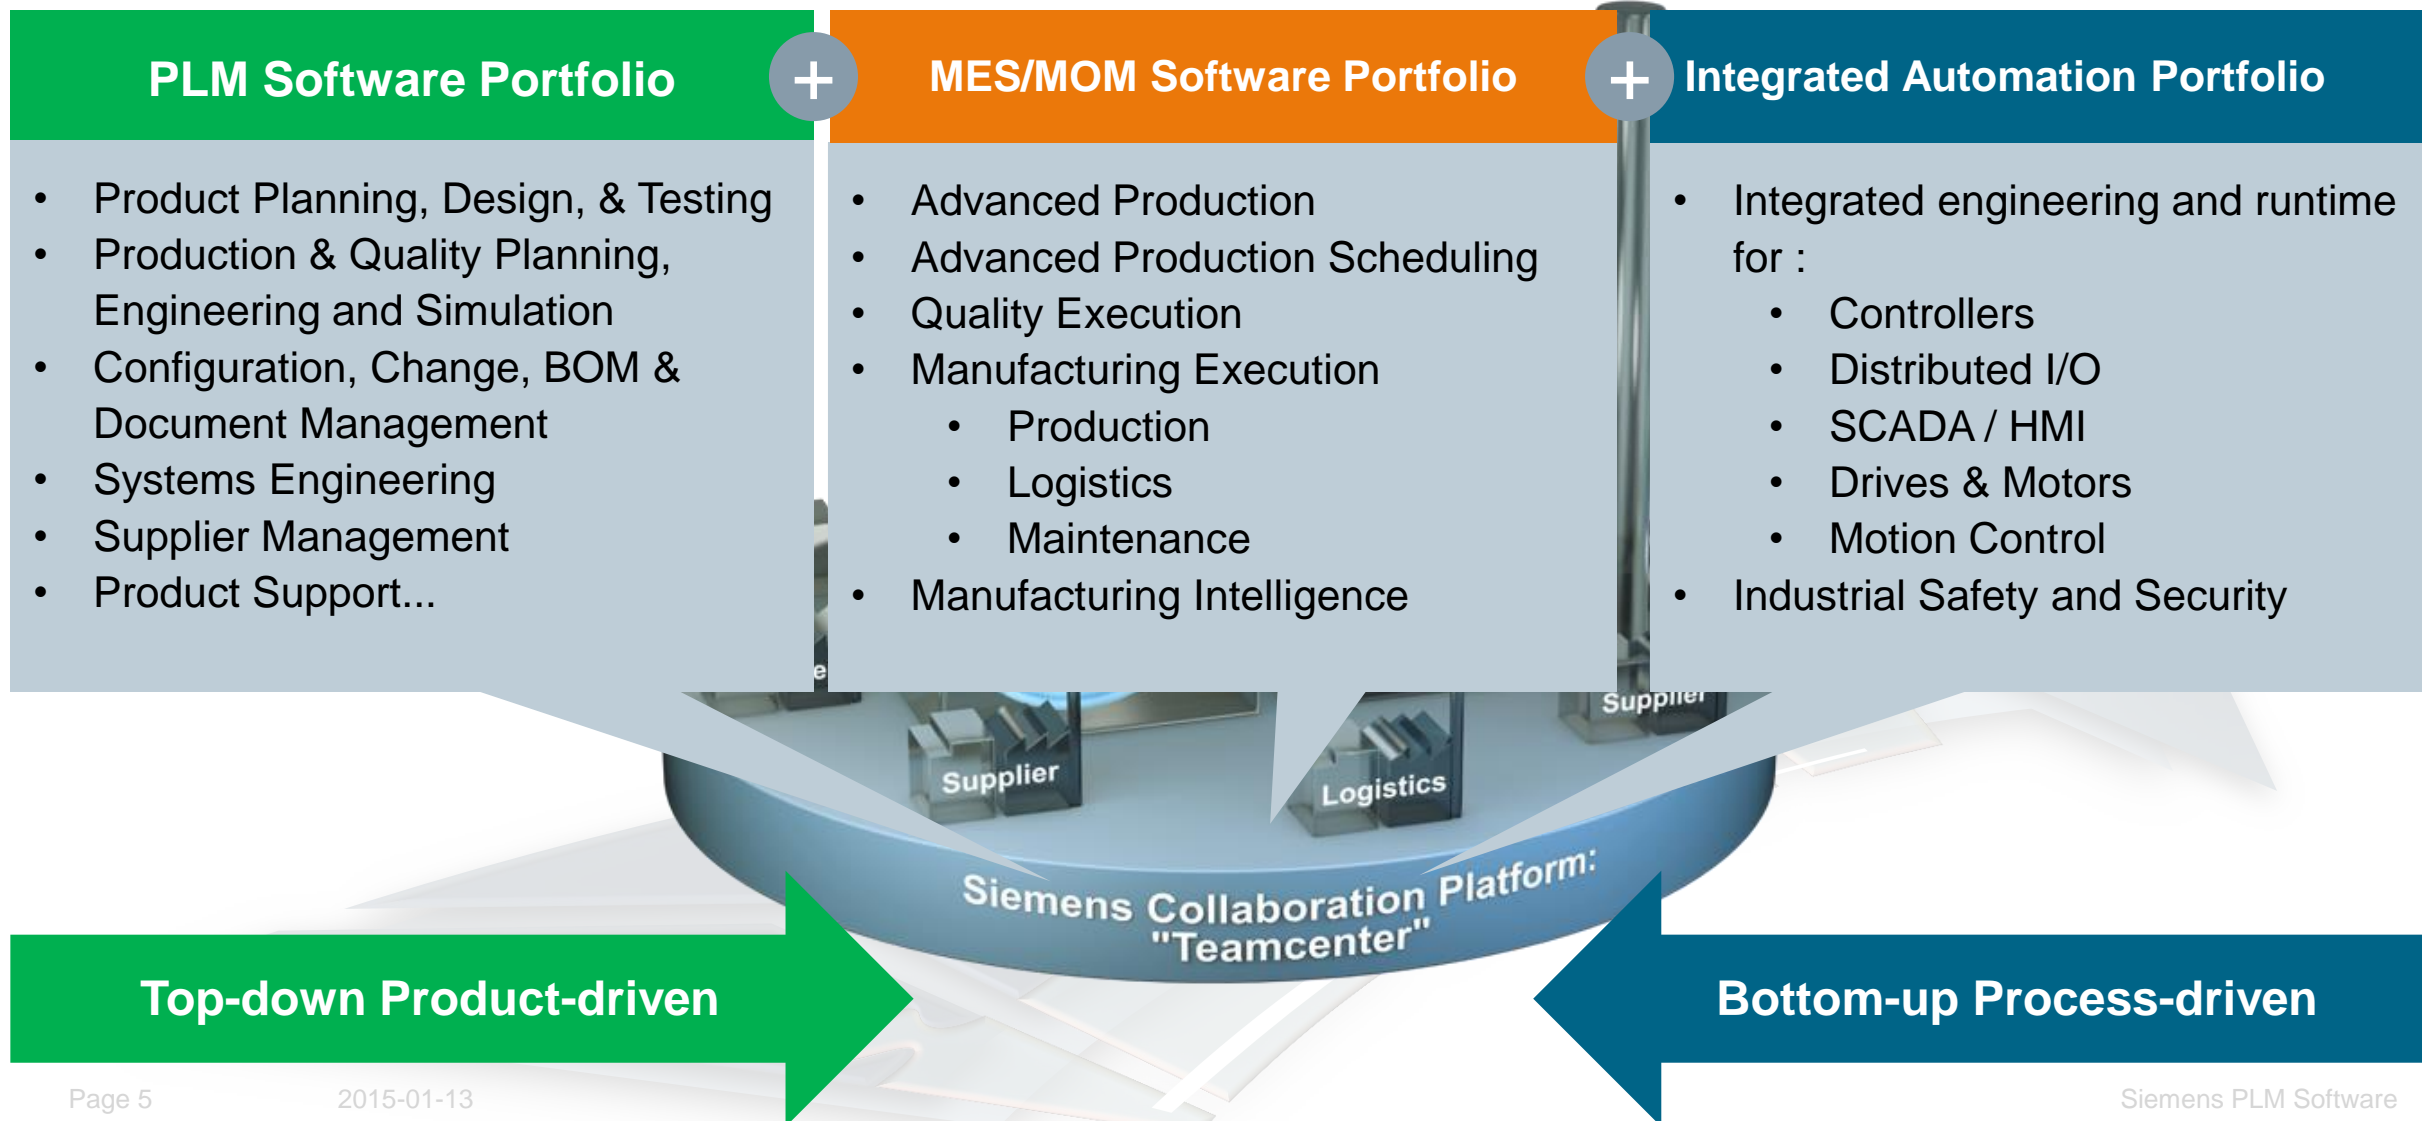 PLM Software Portfolio
+
MES/MOM Software Portfolio
+
Integrated Automation Portfolio
• Product Planning, Design, & Testing
• Production & Quality Planning,
Engineering and Simulation
• Configuration, Change, BOM &
Document Management
• Systems Engineering
• Supplier Management
• Product Support...
• Advanced Production
• Advanced Production Scheduling
• Quality Execution
• Manufacturing Execution
• Production
• Logistics
• Maintenance
• Manufacturing Intelligence
• Integrated engineering and runtime
for :
• Controllers
• Distributed I/O
• SCADA / HMI
• Drives & Motors
• Motion Control
• Industrial Safety and Security
Supplier
Supplier
Logistics
Siemens Collaboration Platform:
"Teamcenter"
Top-down Product-driven
Bottom-up Process-driven
Page 5
2015-01-13
Siemens PLM Software